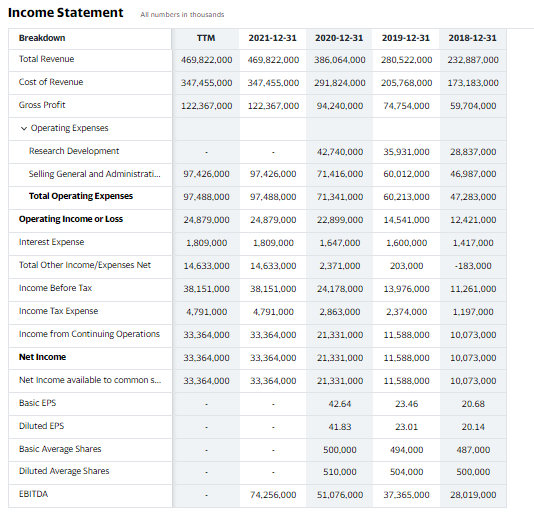 Income Statement All numbers in thousands
Breakdown TTM 2021-12-31 2020-12-31 2019-12-31 2018-12-31
Total Revenue 469,822,000 469,822,000 386,064,000 280,522,000 232,887,000
Cost of Revenue 347,455,000 347,455,000 291,824,000 205,768,000 173,183,000
Gross Profit 122,367,000 122,367,000 94,240,000 74,754,000 59,704,000
Operating Expenses
Research Development - - 42,740,000 35,931,000 28,837,000
Selling General and Administrati... 97,426,000 97,426,000 71,416,000 60,012,000 46,987,000
Total Operating Expenses 97,488,000 97,488,000 71,341,000 60,213,000 47,283,000
Operating Income or Loss 24,879,000 24,879,000 22,899,000 14,541,000 12,421,000
Interest Expense 1,809,000 1,809,000 1,647,000 1,600,000 1,417,000
Total Other Income/Expenses Net 14,633,000 14,633,000 2,371,000 203,000 -183,000
Income Before Tax 38,151,000 38,151,000 24,178,000 13,976,000 11,261,000
Income Tax Expense 4,791,000 4,791,000 2,863,000 2,374,000 1,197,000
Income from Continuing Operations 33,364,000 33,364,000 21,331,000 11,588,000 10,073,000
Net Income 33,364,000 33,364,000 21,331,000 11,588,000 10,073,000
Net Income available to common s... 33,364,000 33,364,000 21,331,000 11,588,000 10,073,000
Basic EPS - - 42.64 23.46 20.68
Diluted EPS - - 41.83 23.01 20.14
Basic Average Shares - - 500,000 494,000 487,000
Diluted Average Shares - - 510,000 504,000 500,000
EBITDA - 74,256,000 51,076,000 37,365,000 28,019,000